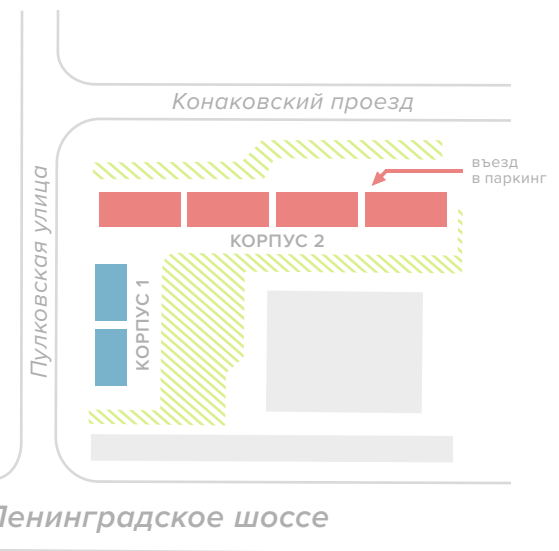 Конаковский проезд
въезд
в паркинг
КОРПУС 2
Пулковская улица
КОРПУС 1
Ленинградское шоссе